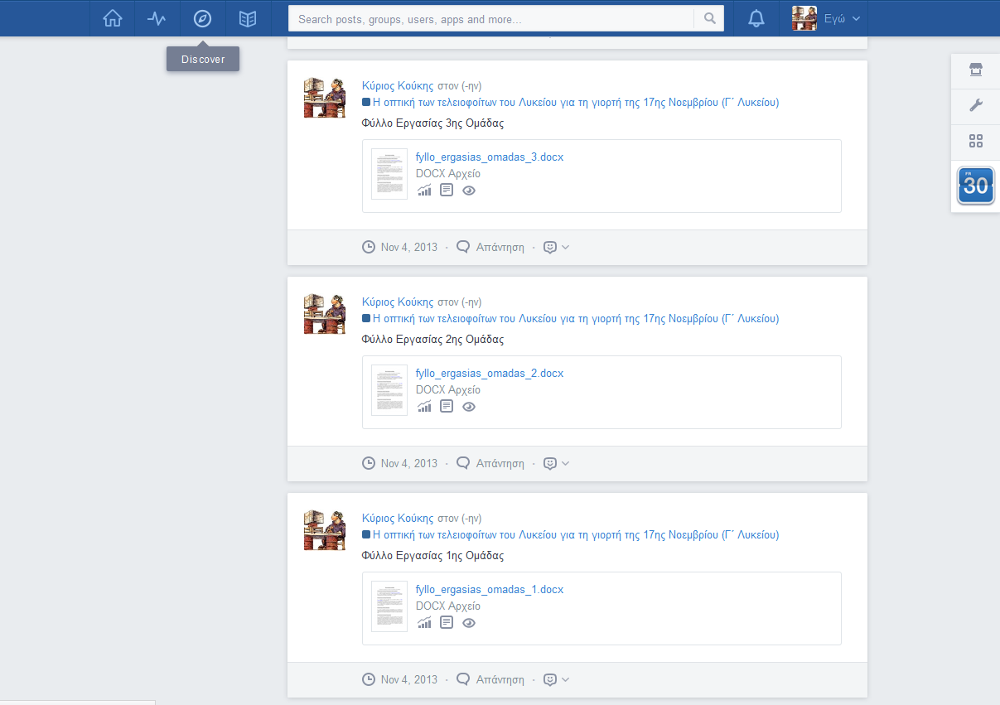 Search posts, groups, users, apps and more...
Εγώ
Discover
Κύριος Κούκης στον (-ην)
Η οπτική των τελειοφοίτων του Λυκείου για τη γιορτή της 17ης Νοεμβρίου (Γ΄ Λυκείου)
Φύλλο Εργασίας 3ης Ομάδας
fyllo_ergasias_omadas_3.docx
DOCX Αρχείο
Nov 4, 2013 · Απάντηση ·
30
Κύριος Κούκης στον (-ην)
Η οπτική των τελειοφοίτων του Λυκείου για τη γιορτή της 17ης Νοεμβρίου (Γ΄ Λυκείου)
Φύλλο Εργασίας 2ης Ομάδας
fyllo_ergasias_omadas_2.docx
DOCX Αρχείο
Nov 4, 2013 · Απάντηση ·
Κύριος Κούκης στον (-ην)
Η οπτική των τελειοφοίτων του Λυκείου για τη γιορτή της 17ης Νοεμβρίου (Γ΄ Λυκείου)
Φύλλο Εργασίας 1ης Ομάδας
fyllo_ergasias_omadas_1.docx
DOCX Αρχείο
Nov 4, 2013 · Απάντηση ·